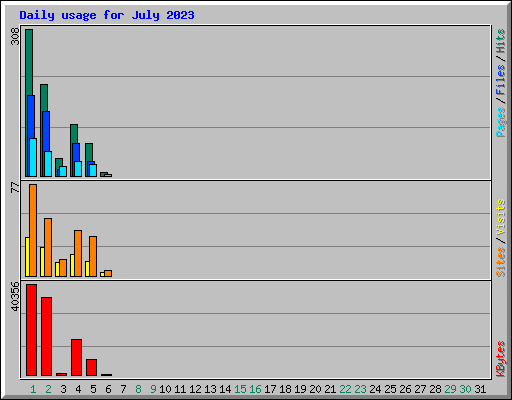 Daily usage for July 2023
308
Pages / Files / Hits
77
Sites / Visits
40356
KBytes
1 2 3 4 5 6 7 8 9 10 11 12 13 14 15 16 17 18 19 20 21 22 23 24 25 26 27 28 29 30 31